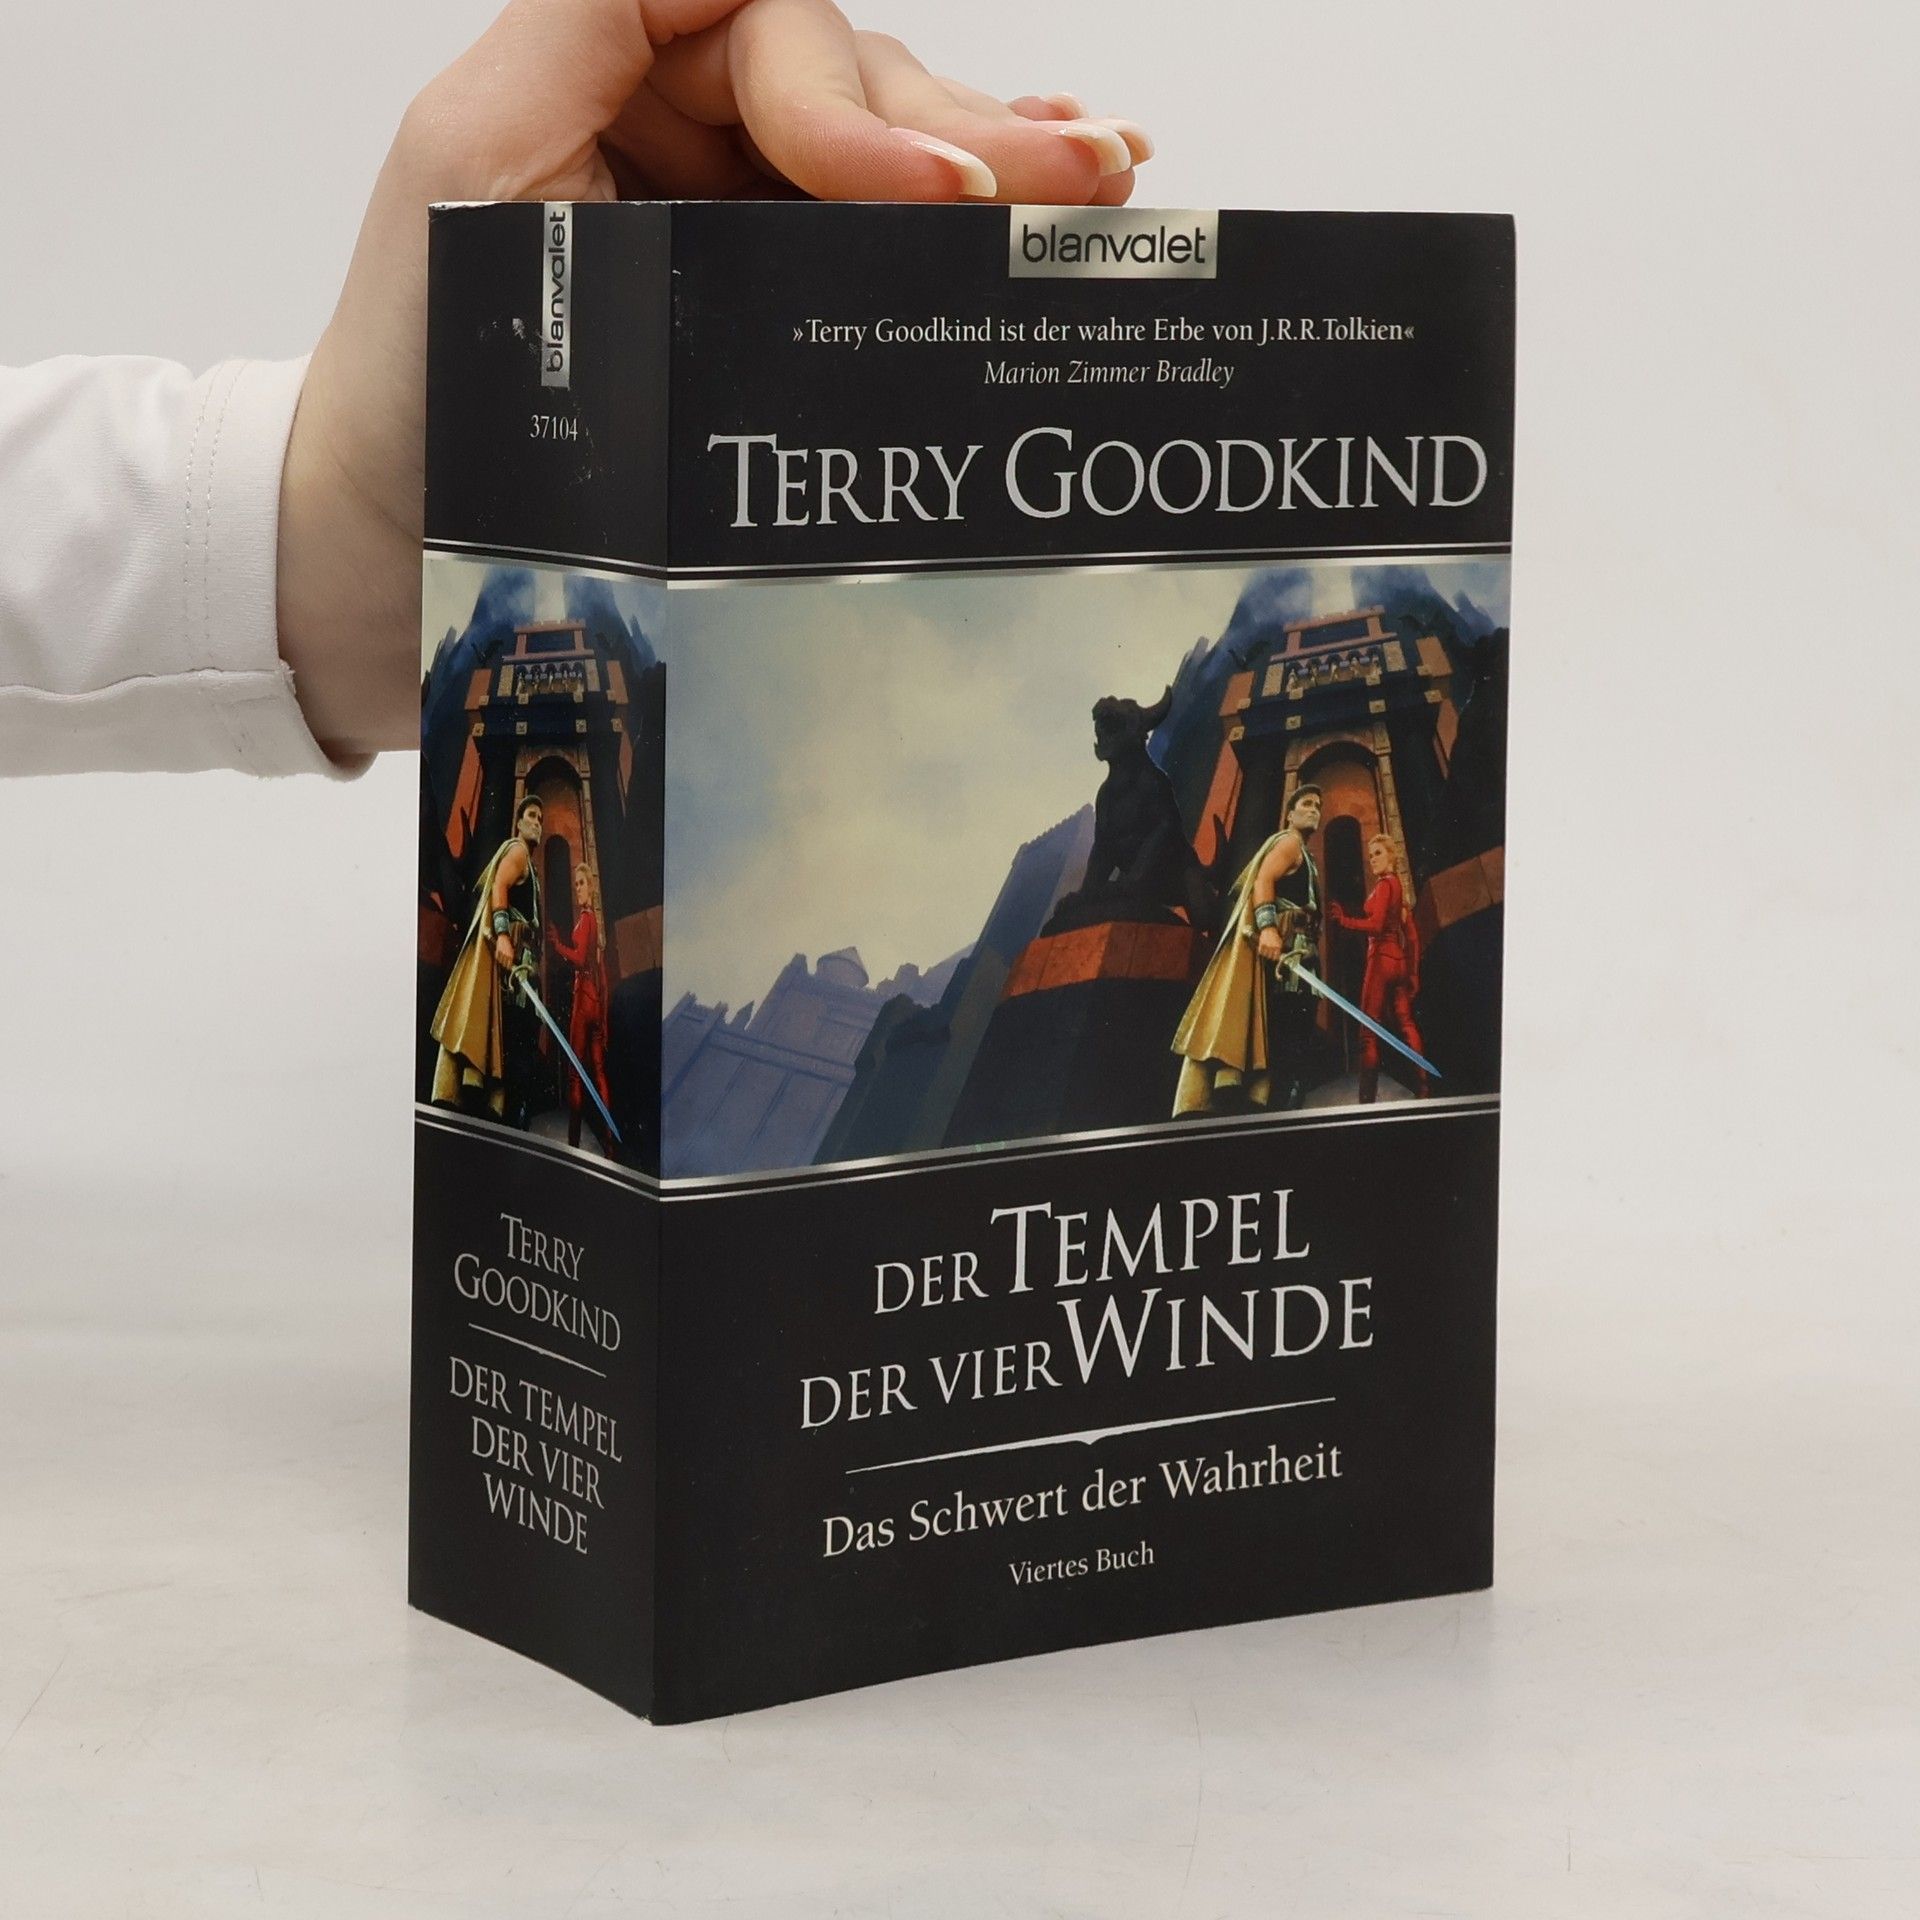 blanvalet
37104
TERRY
GOODKIND
DER TEMPEL
DER VIER
WINDE
blanvalet
»Terry Goodkind ist der wahre Erbe von J.R.R. Tolkien«
Marion Zimmer Bradley
TERRY GOODKIND
DER TEMPEL
DER VIER WINDE
Das Schwert der Wahrheit
Viertes Buch